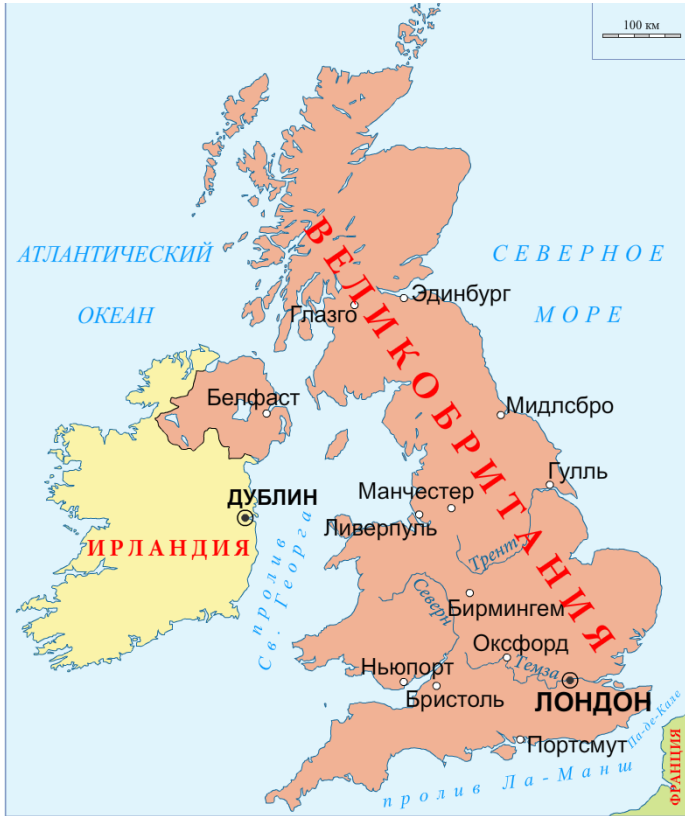 100 км
АТЛАНТИЧЕСКИЙ
ОКЕАН
СЕВЕРНОЕ
МОРЕ
ВЕЛИКОБРИТАНИЯ
Эдинбург
Глазго
Белфаст
Мидлсбро
Гулль
Манчестер
ДУБЛИН
Ливерпуль
ИРЛАНДИЯ
пролив
Св. Георга
Трент
Северн
Бирмингем
Оксфорд
Темза
Ньюпорт
Бристоль
ЛОНДОН
Па-де-Кале
Портсмут
пролив Ла-Манш
ФРАНЦИЯ